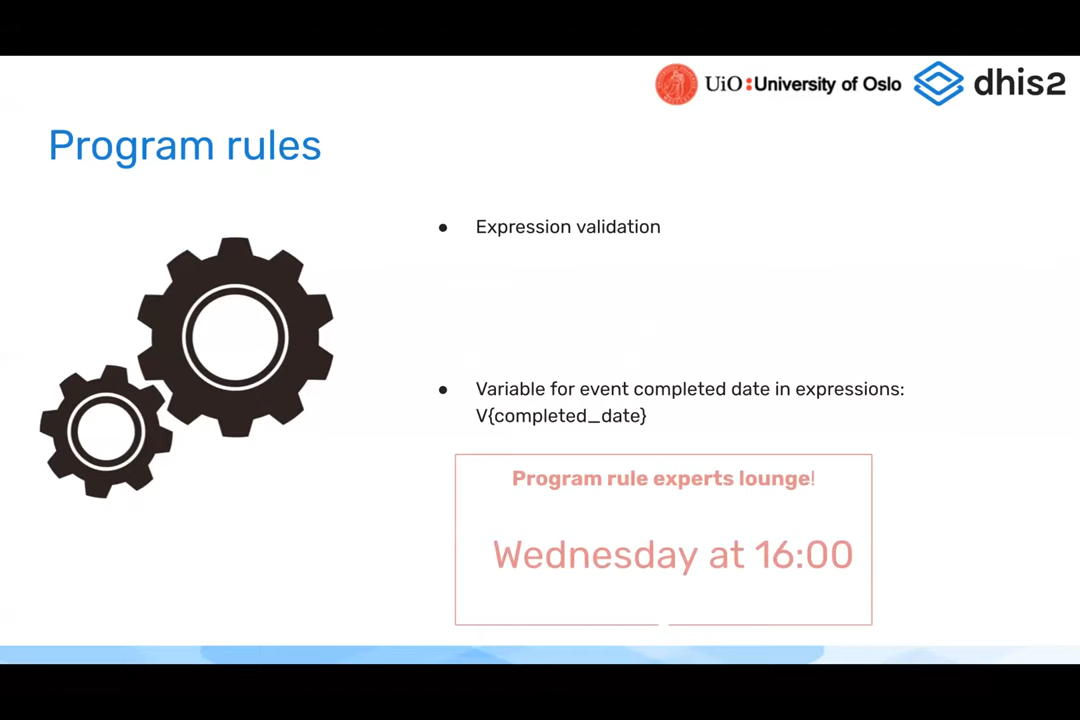 UiO:University of Oslo
dhis2
Program rules
● Expression validation
● Variable for event completed date in expressions:
V{completed_date}
Program rule experts lounge!
Wednesday at 16:00